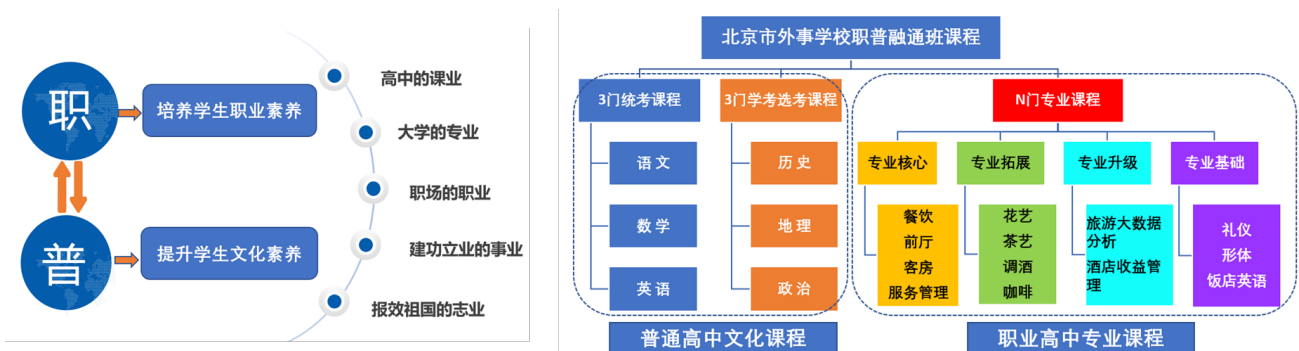 职
培养学生职业素养
普
提升学生文化素养
高中的课业
大学的专业
职场的职业
建功立业的事业
报效祖国的志业
北京市外事学校职普融通班课程
3门统考课程
语文
数学
英语
3门学考选考课程
历史
地理
政治
普通高中文化课程
N门专业课程
专业核心
餐饮
前厅
客房
服务管理
专业拓展
花艺
茶艺
调酒
咖啡
专业升级
旅游大数据
分析
酒店收益管
理
专业基础
礼仪
形体
饭店英语
职业高中专业课程